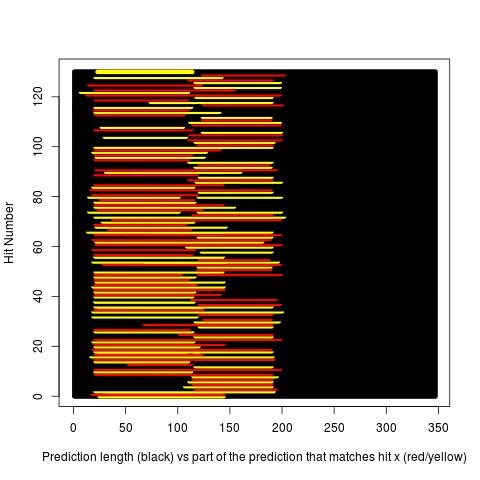 Hit Number
120
100
80
60
40
20
0
0 50 100 150 200 250 300 350
Prediction length (black) vs part of the prediction that matches hit x (red/yellow)